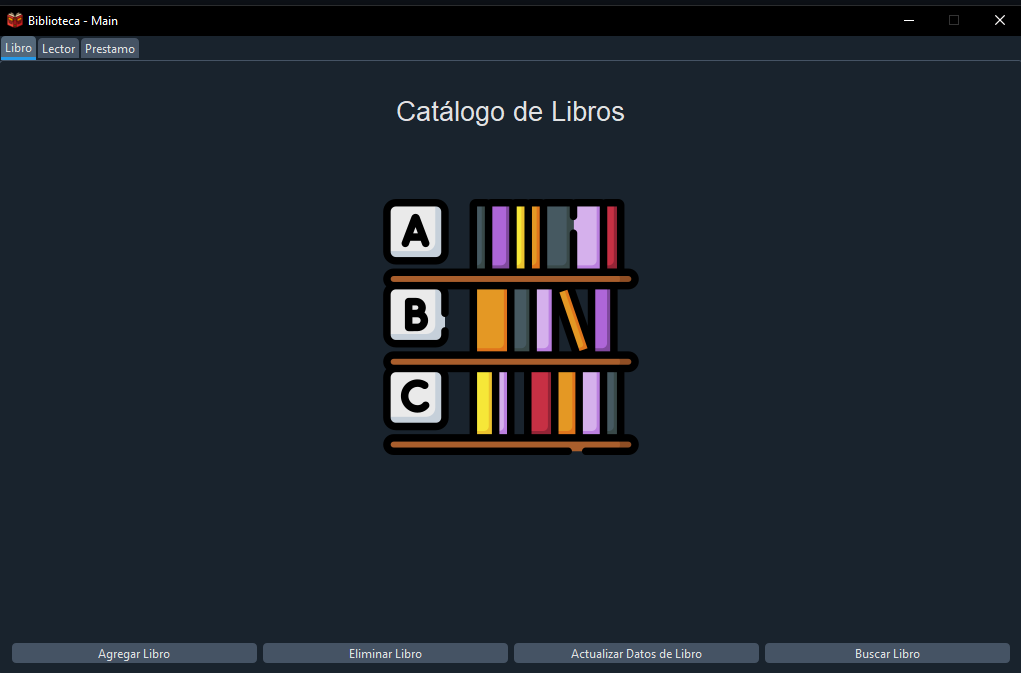 Biblioteca - Main
Libro Lector Prestamo
Catálogo de Libros
A
B
C
Agregar Libro Eliminar Libro Actualizar Datos de Libro Buscar Libro